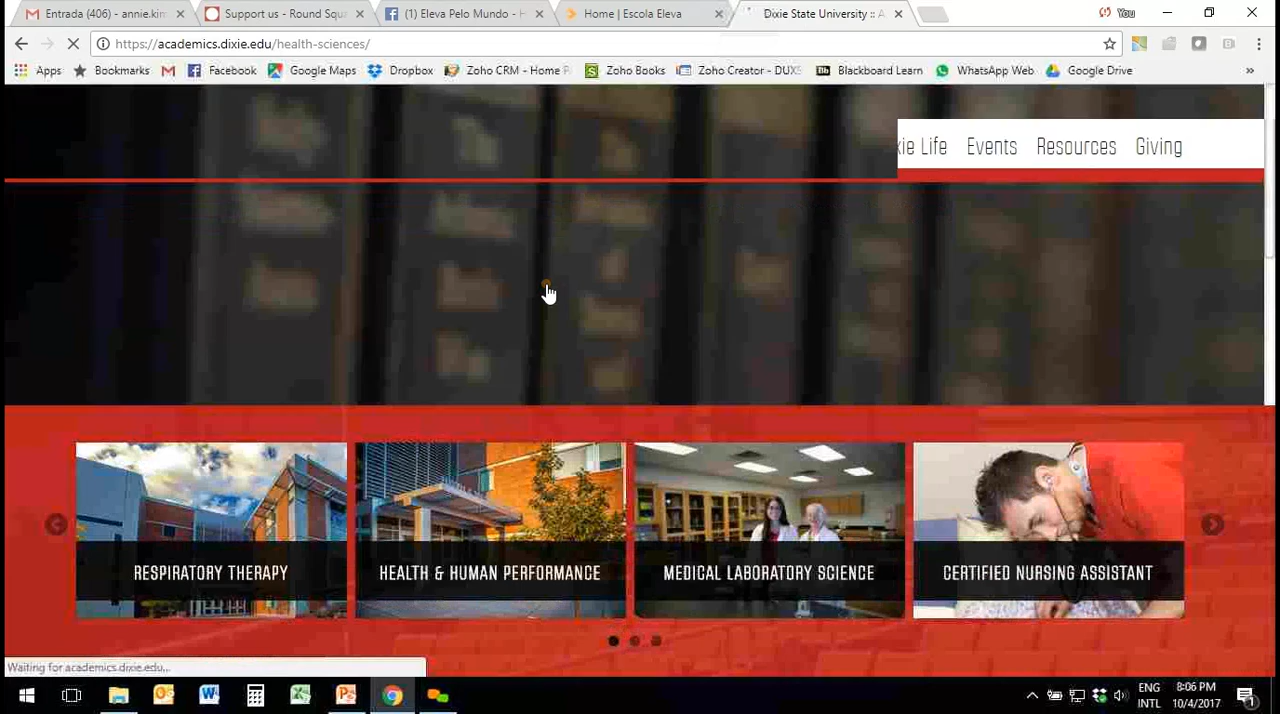 Entrada (406) - annie.kim
Support us - Round Squa
(1) Eleva Pelo Mundo - H
Home | Escola Eleva
Dixie State University :: A
You
https://academics.dixie.edu/health-sciences/
Apps
Bookmarks
Facebook
Google Maps
Dropbox
Zoho CRM - Home P
Zoho Books
Zoho Creator - DUXS
Blackboard Learn
WhatsApp Web
Google Drive
»
xie Life
Events
Resources
Giving
RESPIRATORY THERAPY
HEALTH & HUMAN PERFORMANCE
MEDICAL LABORATORY SCIENCE
CERTIFIED NURSING ASSISTANT
Waiting for academics.dixie.edu...
ENG
INTL
8:06 PM
10/4/2017
1